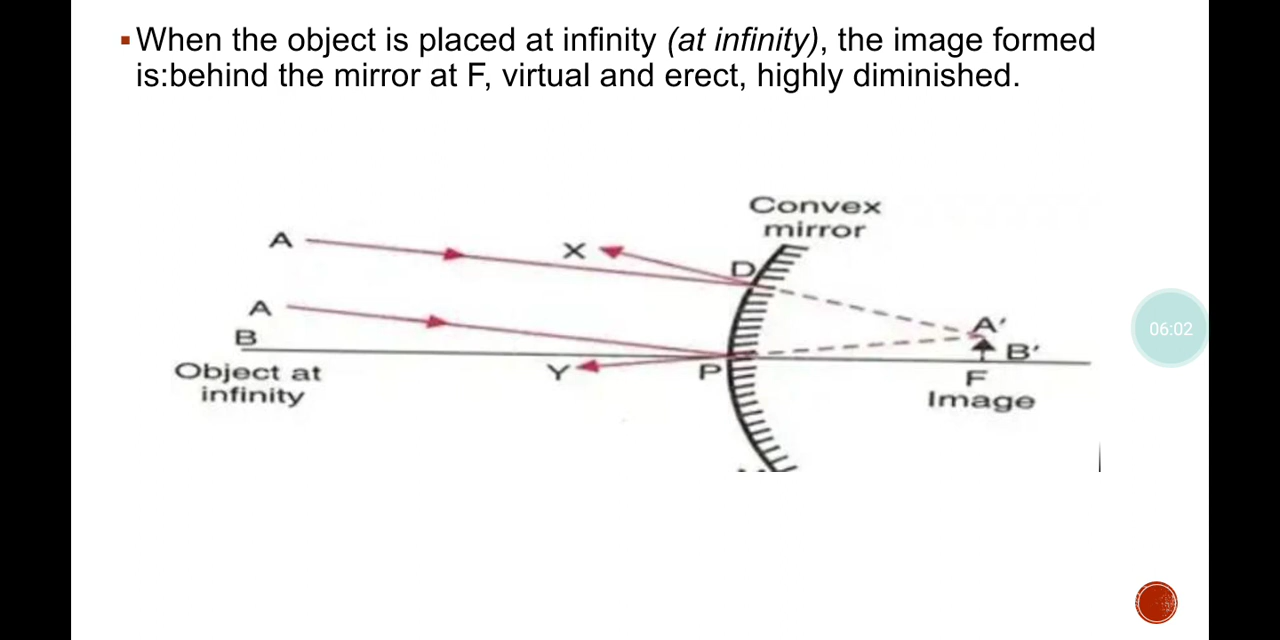 When the object is placed at infinity (at infinity), the image formed
is:behind the mirror at F, virtual and erect, highly diminished.
Convex
mirror
A
X
D
A
B
A′
B′
Object at
infinity
Y
P
F
Image
06:02